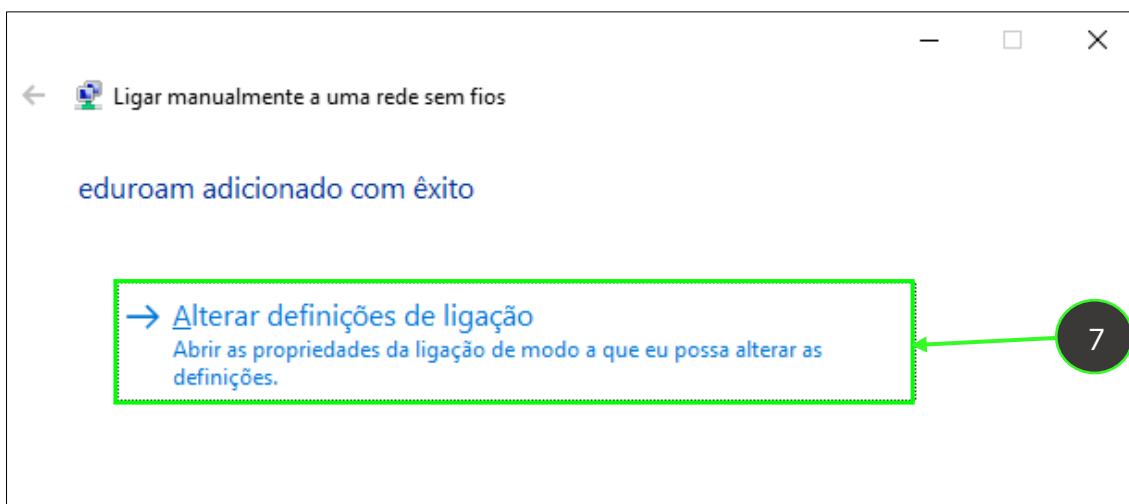 Ligar manualmente a uma rede sem fios
eduroam adicionado com êxito
Alterar definições de ligação
Abrir as propriedades da ligação de modo a que eu possa alterar as
definições.
7